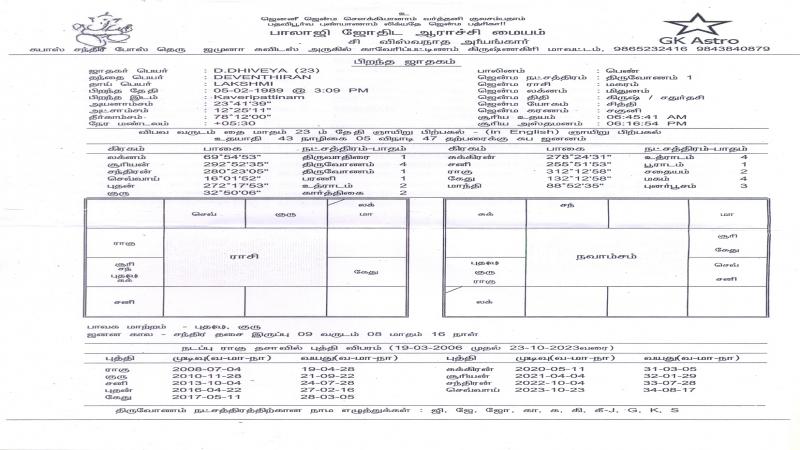 உ
ஜெனனீ ஜென்ம சௌக்கியானாம் வர்த்தனீ குலசம்பதாம்
பதவிபூர்வ புண்யானாம் லிக்யதே ஜென்ம பத்ரிகா!!
பாலாஜி ஜோதிட ஆராச்சி மையம்
சி விஸ்வநாத அய்யங்கார்
GK Astro
சுபாஸ் சந்திர போஸ் தெரு ஜமுனா சுவிட்ஸ் அருகில் காவேரிப்பட்டிணம் கிருஷ்ணகிரி மாவட்டம், 9865232416 9843840879
பிறந்த ஜாதகம்
ஜாதகர் பெயர் : D.DHIVEYA (23) பாலினம் : பெண்
தந்தை பெயர் : DEVENTHIRAN ஜென்ம நட்சத்திரம் : திருவோணம் 1
தாய் பெயர் : LAKSHMI ஜென்ம ராசி : மகரம்
பிறந்த தேதி : 05-02-1989 @ 3:09 PM ஜென்ம லக்னம் : மிதுனம்
பிறந்த இடம் : Kaveripattinam ஜென்ம திதி : கிருஷ் / சதுர்தசி
அயனாம்சம் : 23°41'39" ஜென்ம யோகம் : சித்தி
அட்சாம்சம் : 12°25'11" ஜென்ம கரணம் : சகுனி
தீர்காம்சம் : 78°12'00" சூரிய உதயம் : 06:45:41 AM
நேர மண்டலம் : +05:30 சூரிய அஸ்தமனம் : 06:16:54 PM
விபவ வருடம் தை மாதம் 23 ம் தேதி ஞாயிறு பிற்பகல் - (in English) ஞாயிறு பிற்பகல்
உதயாதி 43 நாழிகை 05 விநாடி 47 தற்பரைக்கு சுப ஜனனம்
கிரகம் பாகை நட்சத்திரம்-பாதம் கிரகம் பாகை நட்சத்திரம்-பாதம்
லக்னம் 69°54'53" திருவாதிரை 1 சுக்கிரன் 278°24'31" உத்ராடம் 4
சூரியன் 292°52'35" திருவோணம் 4 சனி 255°51'53" பூராடம் 1
சந்திரன் 280°23'05" திருவோணம் 1 ராகு 312°12'58" சதயம் 2
செவ்வாய் 16°01'52" பரணி 1 கேது 132°12'58" மகம் 4
புதன் 272°17'53" உத்ராடம் 2 மாந்தி 88°52'35" புனர்பூசம் 3
குரு 32°50'06" கார்த்திகை 2
செவ் குரு லக் மா
ராகு
ராசி
சூரி சந் புத சுக்
கேது
சனி
சுக் சந் மா
சூரி கேது
நவாம்சம்
புத குரு ராகு
செவ் சனி
லக்
பாவக மாற்றம் - புத, குரு
ஜனன கால - சந்திர தசை இருப்பு 09 வருடம் 08 மாதம் 16 நாள்
நடப்பு ராகு தசாவில் புத்தி விபரம் (19-03-2006 முதல் 23-10-2023வரை)
புத்தி முடிவு(வ-மா-நா) வயது(வ-மா-நா) புத்தி முடிவு(வ-மா-நா) வயது(வ-மா-நா)
ராகு 2008-07-04 19-04-28 சுக்கிரன் 2020-05-11 31-03-05
குரு 2010-11-28 21-09-22 சூரியன் 2021-04-04 32-01-29
சனி 2013-10-04 24-07-28 சந்திரன் 2022-10-04 33-07-28
புதன் 2016-04-22 27-02-16 செவ்வாய் 2023-10-23 34-08-17
கேது 2017-05-11 28-03-05
திருவோணம் நட்சத்திரத்திற்கான நாம எழுத்துக்கள் : ஜி, ஜே, ஜோ, கா, க, கி, கீ-J, G, K, S